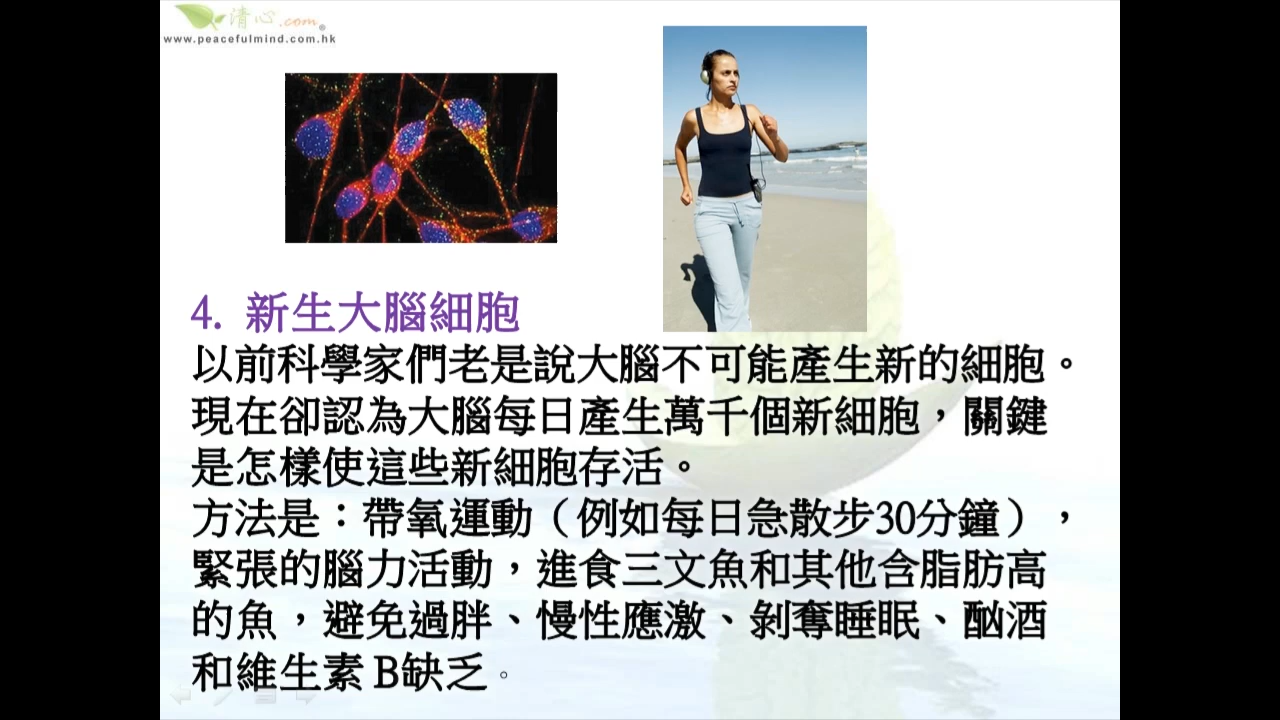 清心.com®
www.peacefulmind.com.hk
4. 新生大腦細胞
以前科學家們老是說大腦不可能產生新的細胞。
現在卻認為大腦每日產生萬千個新細胞，關鍵
是怎樣使這些新細胞存活。
方法是：帶氧運動（例如每日急散步30分鐘），
緊張的腦力活動，進食三文魚和其他含脂肪高
的魚，避免過胖、慢性應激、剝奪睡眠、酗酒
和維生素B缺乏。